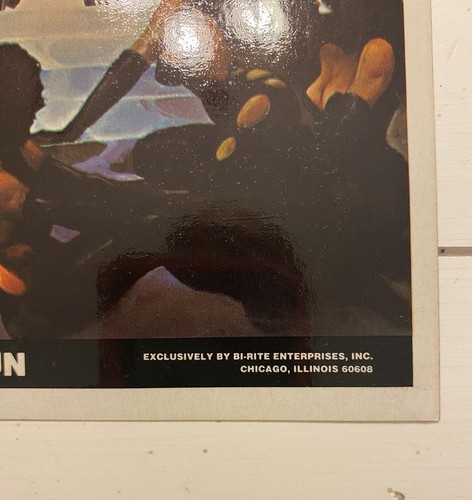 UN
EXCLUSIVELY BY BI-RITE ENTERPRISES, INC.
CHICAGO, ILLINOIS 60608